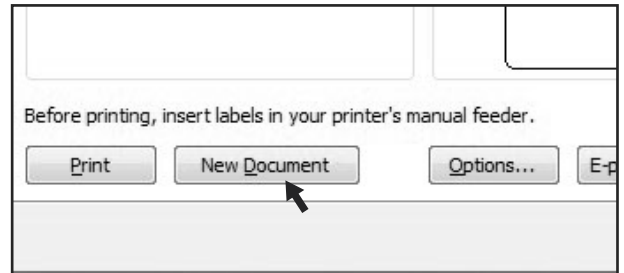 Before printing, insert labels in your printer's manual feeder.
Print New Document Options... E-p